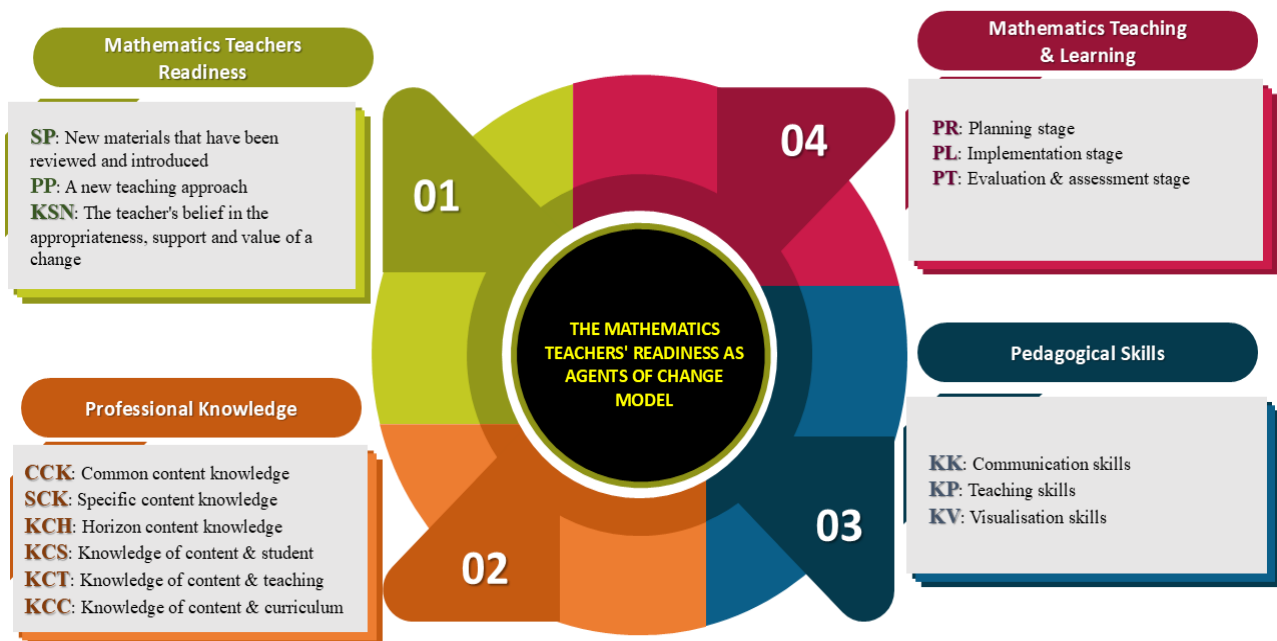 Mathematics Teachers
Readiness
SP: New materials that have been
reviewed and introduced
PP: A new teaching approach
KSN: The teacher's belief in the
appropriateness, support and value of a
change
01
Professional Knowledge
CCK: Common content knowledge
SCK: Specific content knowledge
KCH: Horizon content knowledge
KCS: Knowledge of content & student
KCT: Knowledge of content & teaching
KCC: Knowledge of content & curriculum
02
THE MATHEMATICS
TEACHERS' READINESS AS
AGENTS OF CHANGE
MODEL
Mathematics Teaching
& Learning
PR: Planning stage
PL: Implementation stage
PT: Evaluation & assessment stage
04
Pedagogical Skills
KK: Communication skills
KP: Teaching skills
KV: Visualisation skills
03